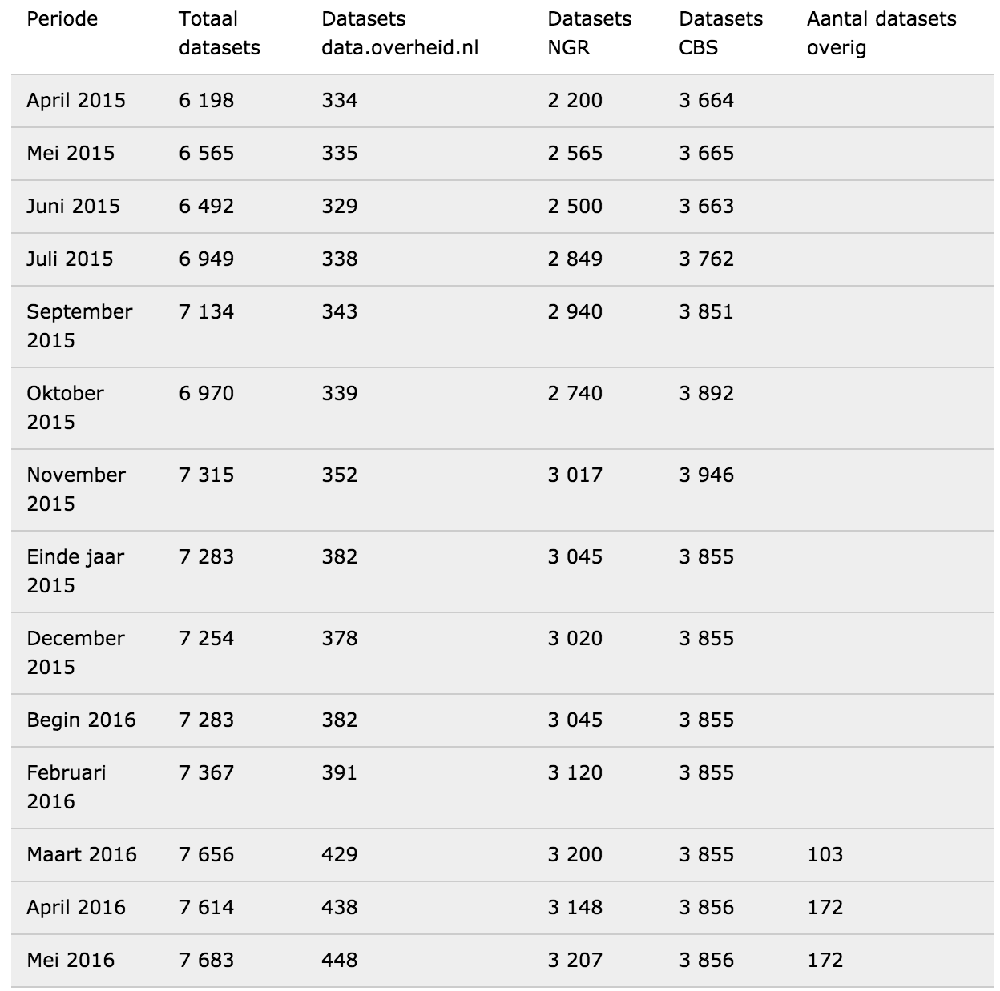 Periode Totaal datasets Datasets data.overheid.nl Datasets NGR Datasets CBS Aantal datasets overig
April 2015 6 198 334 2 200 3 664
Mei 2015 6 565 335 2 565 3 665
Juni 2015 6 492 329 2 500 3 663
Juli 2015 6 949 338 2 849 3 762
September 2015 7 134 343 2 940 3 851
Oktober 2015 6 970 339 2 740 3 892
November 2015 7 315 352 3 017 3 946
Einde jaar 2015 7 283 382 3 045 3 855
December 2015 7 254 378 3 020 3 855
Begin 2016 7 283 382 3 045 3 855
Februari 2016 7 367 391 3 120 3 855
Maart 2016 7 656 429 3 200 3 855 103
April 2016 7 614 438 3 148 3 856 172
Mei 2016 7 683 448 3 207 3 856 172